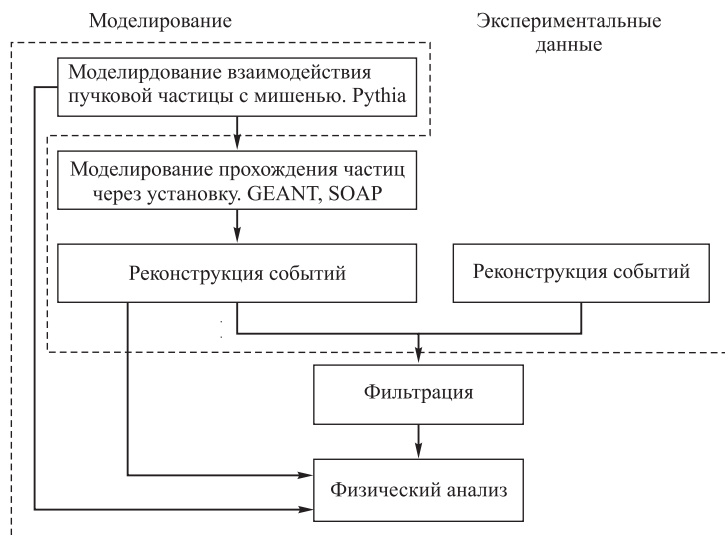 Моделирование
Экспериментальные
данные
Моделирдование взаимодействия
пучковой частицы с мишенью. Pythia
Моделирование прохождения частиц
через установку. GEANT, SOAP
Реконструкция событий
Реконструкция событий
Фильтрация
Физический анализ